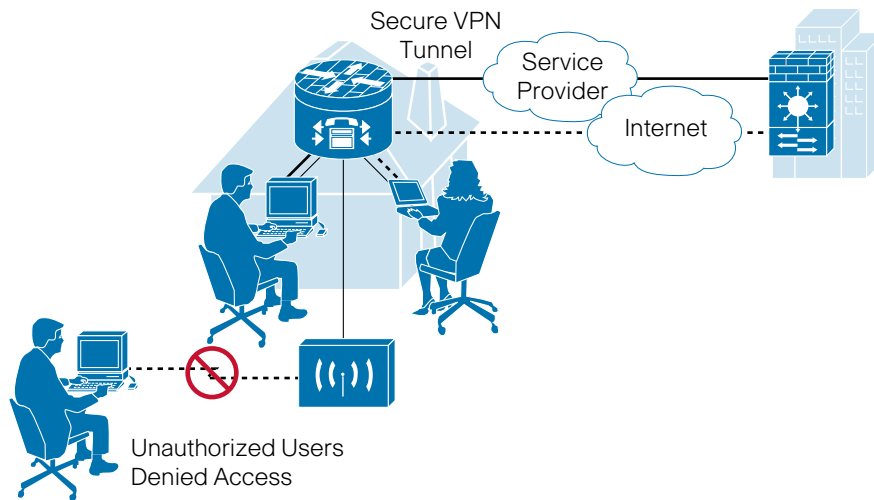 Secure VPN
Tunnel
Service
Provider
Internet
Unauthorized Users
Denied Access